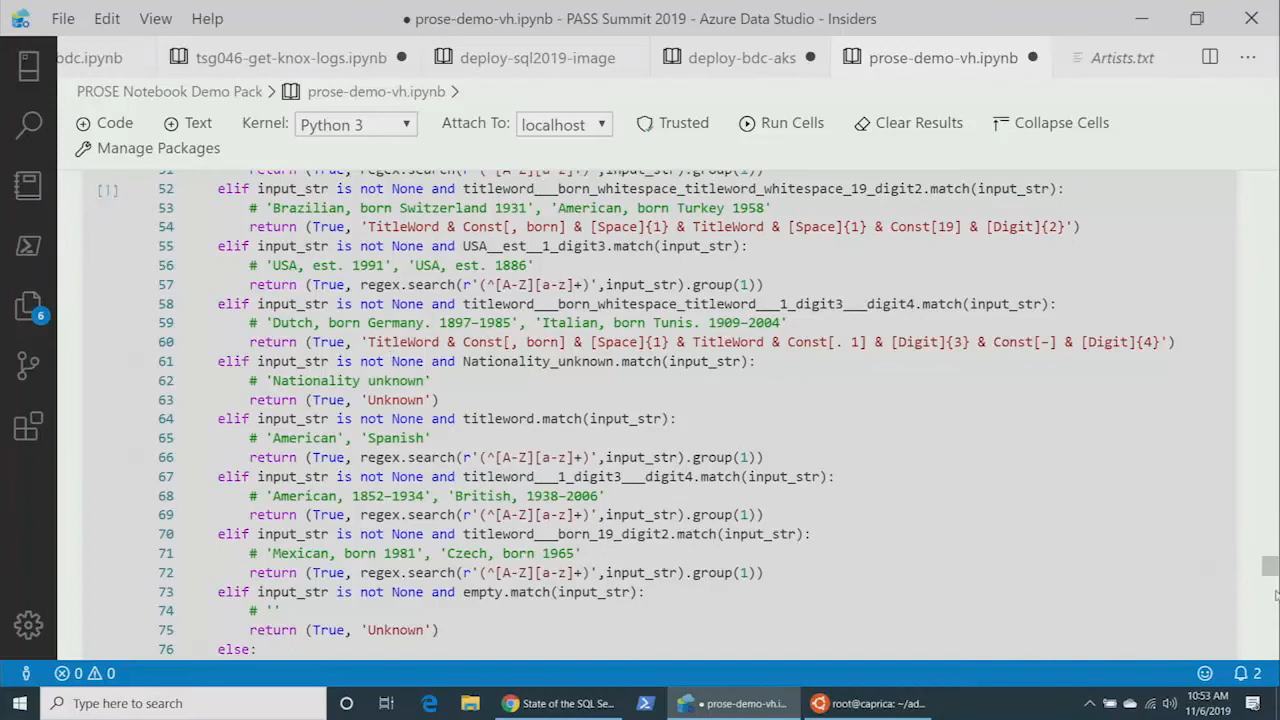 File Edit View Help ● prose-demo-vh.ipynb - PASS Summit 2019 - Azure Data Studio - Insiders
bdc.ipynb tsg046-get-knox-logs.ipynb ● deploy-sql2019-image deploy-bdc-aks ● prose-demo-vh.ipynb ● Artists.txt ...
PROSE Notebook Demo Pack > prose-demo-vh.ipynb >
Code Text Kernel: Python 3 Attach To: localhost Trusted Run Cells Clear Results Collapse Cells
Manage Packages
51 return (True, regex.search(r'(^[A-Z][a-z]+)',input_str).group(1))
[ ] 52 elif input_str is not None and titleword___born_whitespace_titleword_whitespace_19_digit2.match(input_str):
53 # 'Brazilian, born Switzerland 1931', 'American, born Turkey 1958'
54 return (True, 'TitleWord & Const[, born] & [Space]{1} & TitleWord & [Space]{1} & Const[19] & [Digit]{2}')
55 elif input_str is not None and USA__est__1_digit3.match(input_str):
56 # 'USA, est. 1991', 'USA, est. 1886'
57 return (True, regex.search(r'(^[A-Z][a-z]+)',input_str).group(1))
58 elif input_str is not None and titleword___born_whitespace_titleword___1_digit3___digit4.match(input_str):
59 # 'Dutch, born Germany. 1897–1985', 'Italian, born Tunis. 1909–2004'
60 return (True, 'TitleWord & Const[, born] & [Space]{1} & TitleWord & Const[. 1] & [Digit]{3} & Const[–] & [Digit]{4}')
61 elif input_str is not None and Nationality_unknown.match(input_str):
62 # 'Nationality unknown'
63 return (True, 'Unknown')
64 elif input_str is not None and titleword.match(input_str):
65 # 'American', 'Spanish'
66 return (True, regex.search(r'(^[A-Z][a-z]+)',input_str).group(1))
67 elif input_str is not None and titleword___1_digit3___digit4.match(input_str):
68 # 'American, 1852–1934', 'British, 1938–2006'
69 return (True, regex.search(r'(^[A-Z][a-z]+)',input_str).group(1))
70 elif input_str is not None and titleword___born_19_digit2.match(input_str):
71 # 'Mexican, born 1981', 'Czech, born 1965'
72 return (True, regex.search(r'(^[A-Z][a-z]+)',input_str).group(1))
73 elif input_str is not None and empty.match(input_str):
74 # ''
75 return (True, 'Unknown')
76 else:
6
0 0 2
Type here to search State of the SQL Se... prose-demo-vh.i... root@caprica: ~/ad... 10:53 AM
11/6/2019